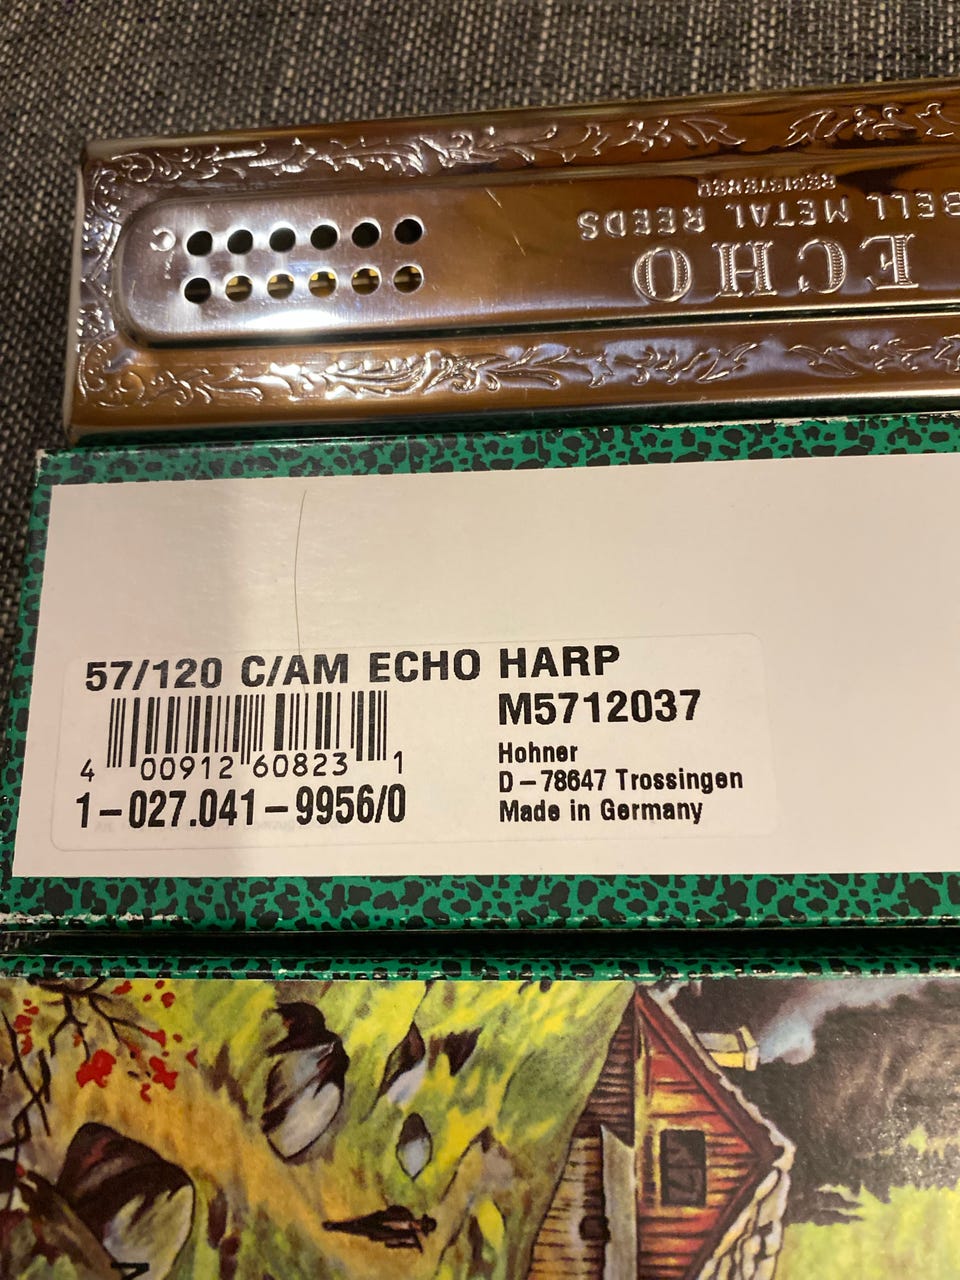 C
REGISTERED
BELL METAL REEDS
ECHO
57/120 C/AM ECHO HARP
4 00912 60823 1
1-027.041-9956/0
M5712037
Hohner
D-78647 Trossingen
Made in Germany